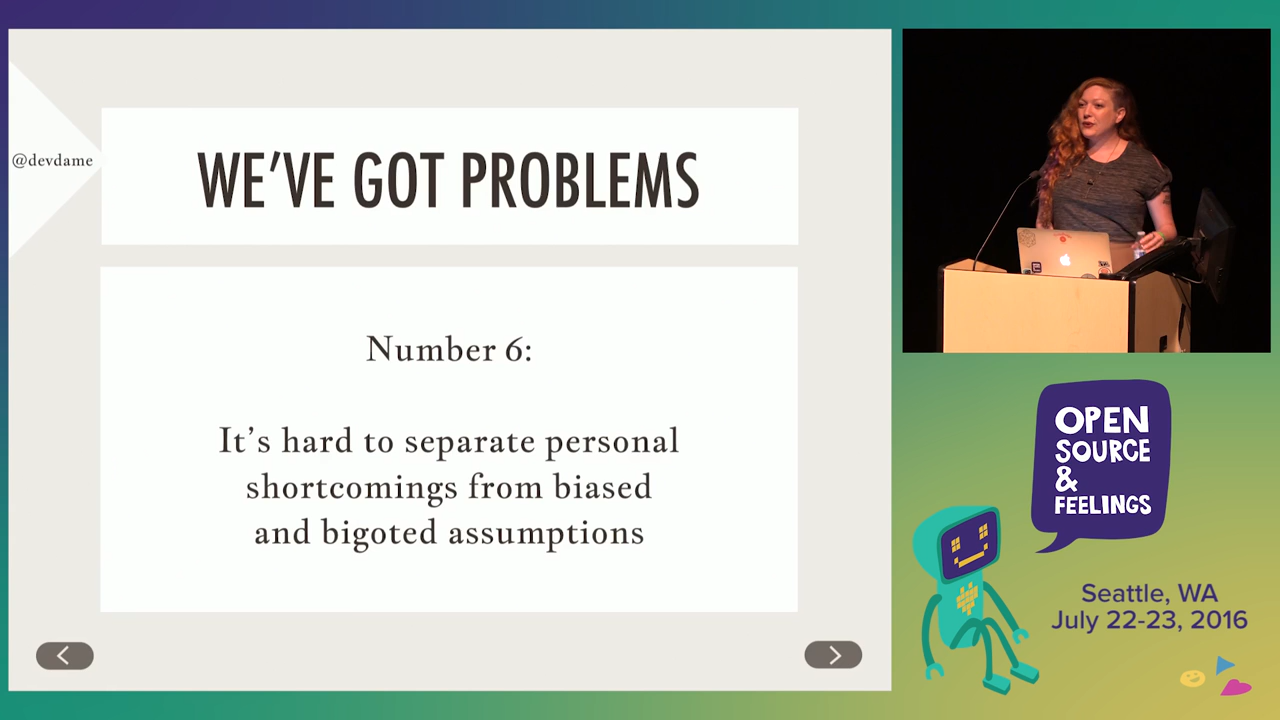 @devdame
WE’VE GOT PROBLEMS
Number 6:
It’s hard to separate personal
shortcomings from biased
and bigoted assumptions
OPEN
SOURCE
&
FEELINGS
Seattle, WA
July 22-23, 2016